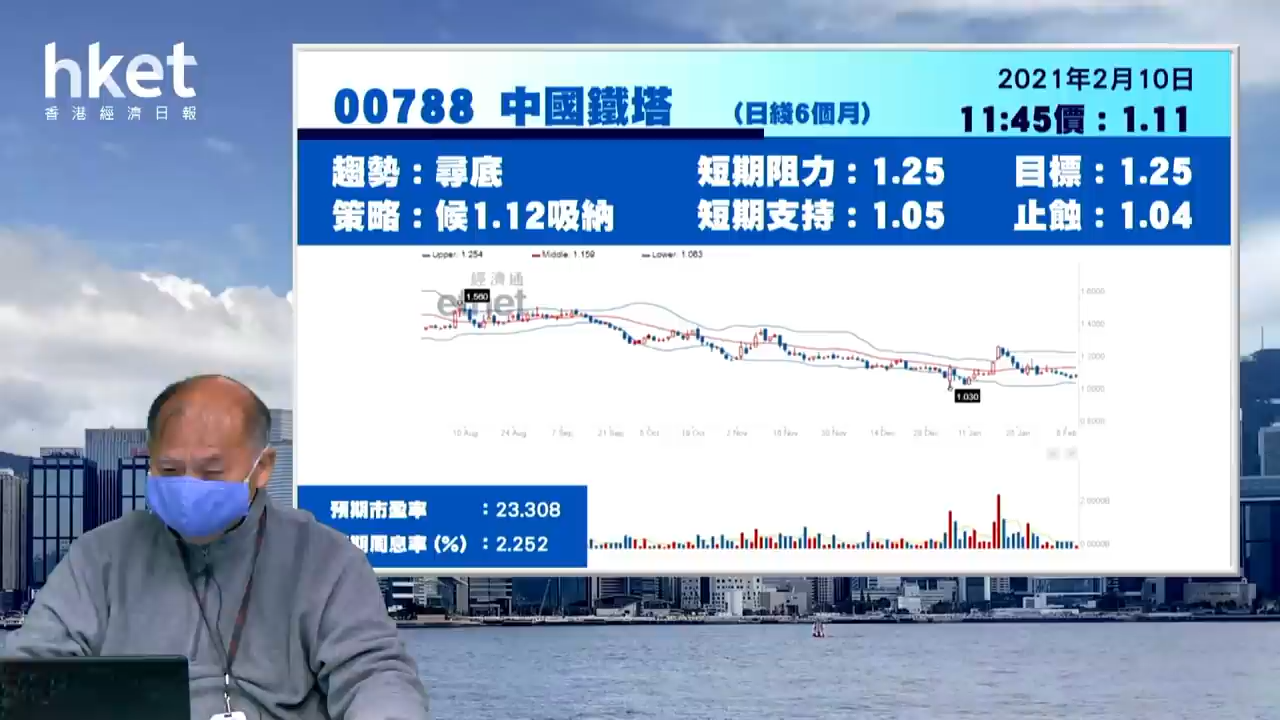 hket
香港經濟日報
00788 中國鐵塔 (日綫6個月)
2021年2月10日
11:45價:1.11
趨勢:尋底
短期阻力:1.25
目標:1.25
策略:候1.12吸納
短期支持:1.05
止蝕:1.04
Upper: 1.254 Middle: 1.159 Lower: 1.063
經濟通
etnet
1.560
1.6000
1.4000
1.2000
1.0000
0.8000
1.030
10 Aug 24 Aug 7 Sep 21 Sep 19 Oct 2 Nov 16 Nov 30 Nov 14 Dec 28 Dec 11 Jan 25 Jan 8 Feb
2.0000B
0.0000B
預期市盈率 :23.308
期周息率 (%) :2.252